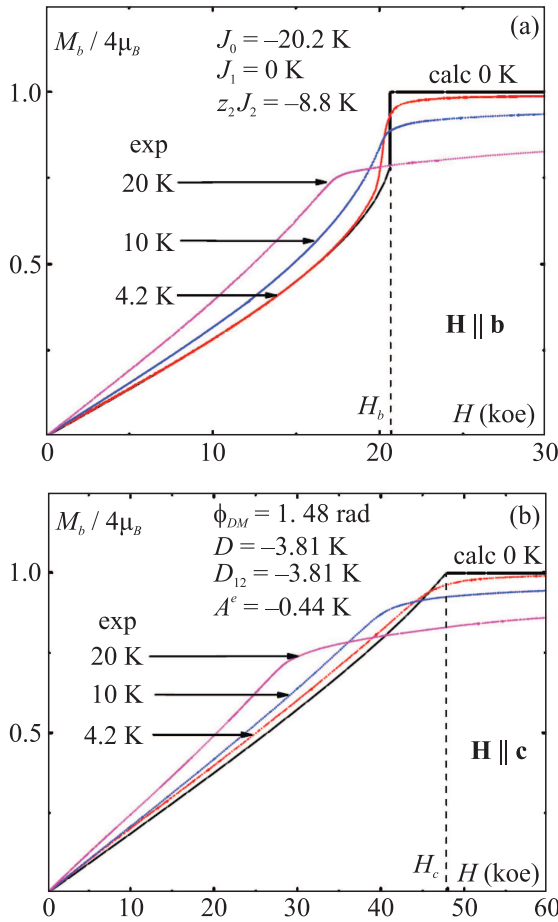 (a)
M_b / 4μ_B
J_0 = –20.2 K
J_1 = 0 K
z_2J_2 = –8.8 K
calc 0 K
1.0
exp
20 K
10 K
0.5
4.2 K
H || b
H_b
H (koe)
0 10 20 30
(b)
M_b / 4μ_B
ϕ_DM = 1. 48 rad
D = –3.81 K
D_12 = –3.81 K
A^e = –0.44 K
calc 0 K
1.0
exp
20 K
10 K
0.5
4.2 K
H || c
H_c
H (koe)
0 10 20 30 40 50 60